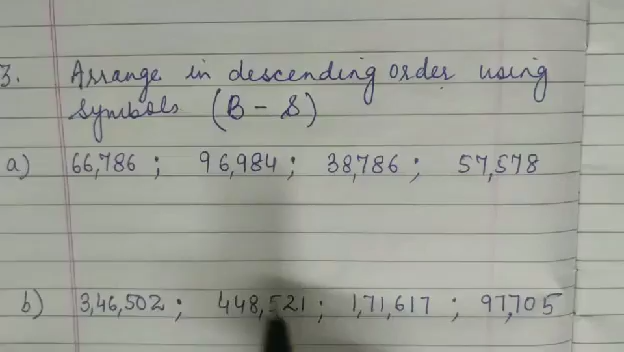 3. Arrange in descending order using
symbols (B - S)
a) 66,786 ; 96,984 ; 38,786 ; 57,578
b) 3,46,502 ; 448,521 ; 1,71,617 ; 97,705